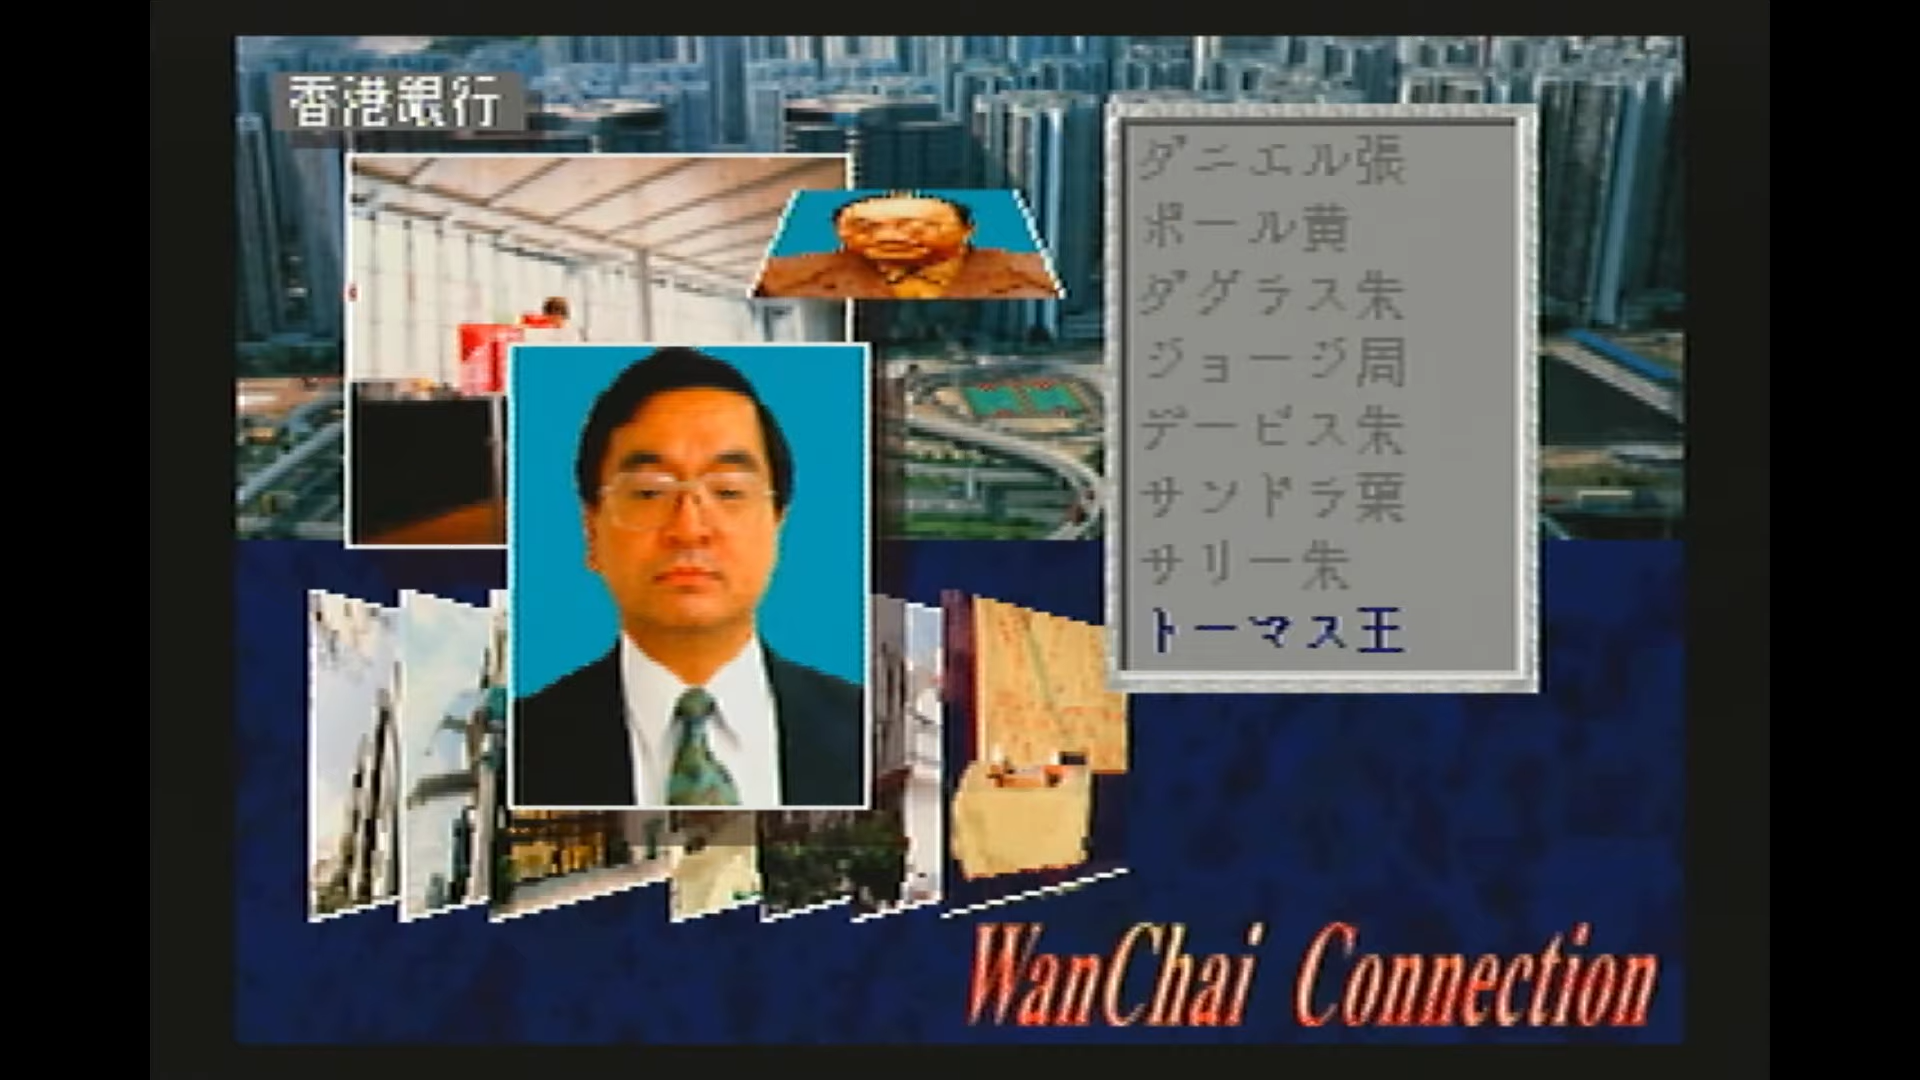 香港銀行
ダニエル張
ポール黄
ダグラス朱
ジョージ周
デービス朱
サンドラ葉
サリー朱
トーマス王
WanChai Connection